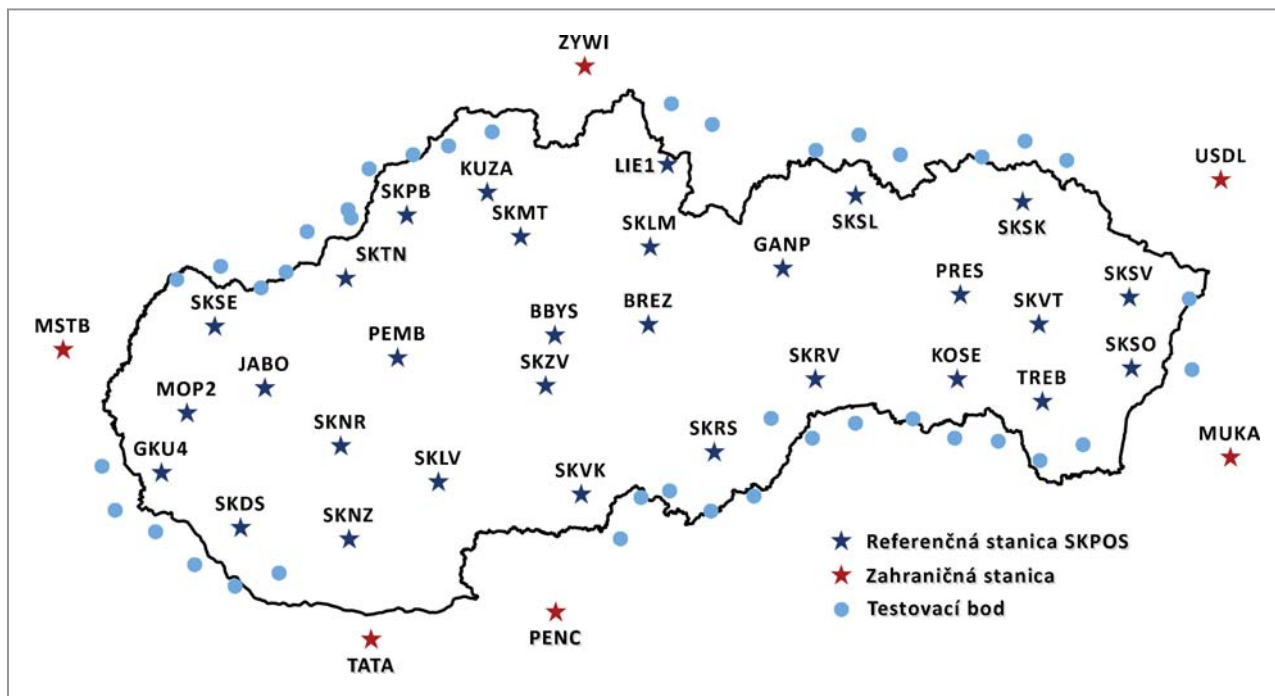 ZYWI
USDL
LIE1
KUZA
SKPB
SKMT
SKLM
SKSL
SKSK
GANP
SKTN
PRES
SKSV
SKSE
MSTB
BBYS
BREZ
SKVT
PEMB
JABO
SKZV
SKRV
KOSE
SKSO
MOP2
TREB
SKNR
SKRS
MUKA
GKU4
SKLV
SKVK
SKDS
SKNZ
Referenčná stanica SKPOS
Zahraničná stanica
Testovací bod
PENC
TATA